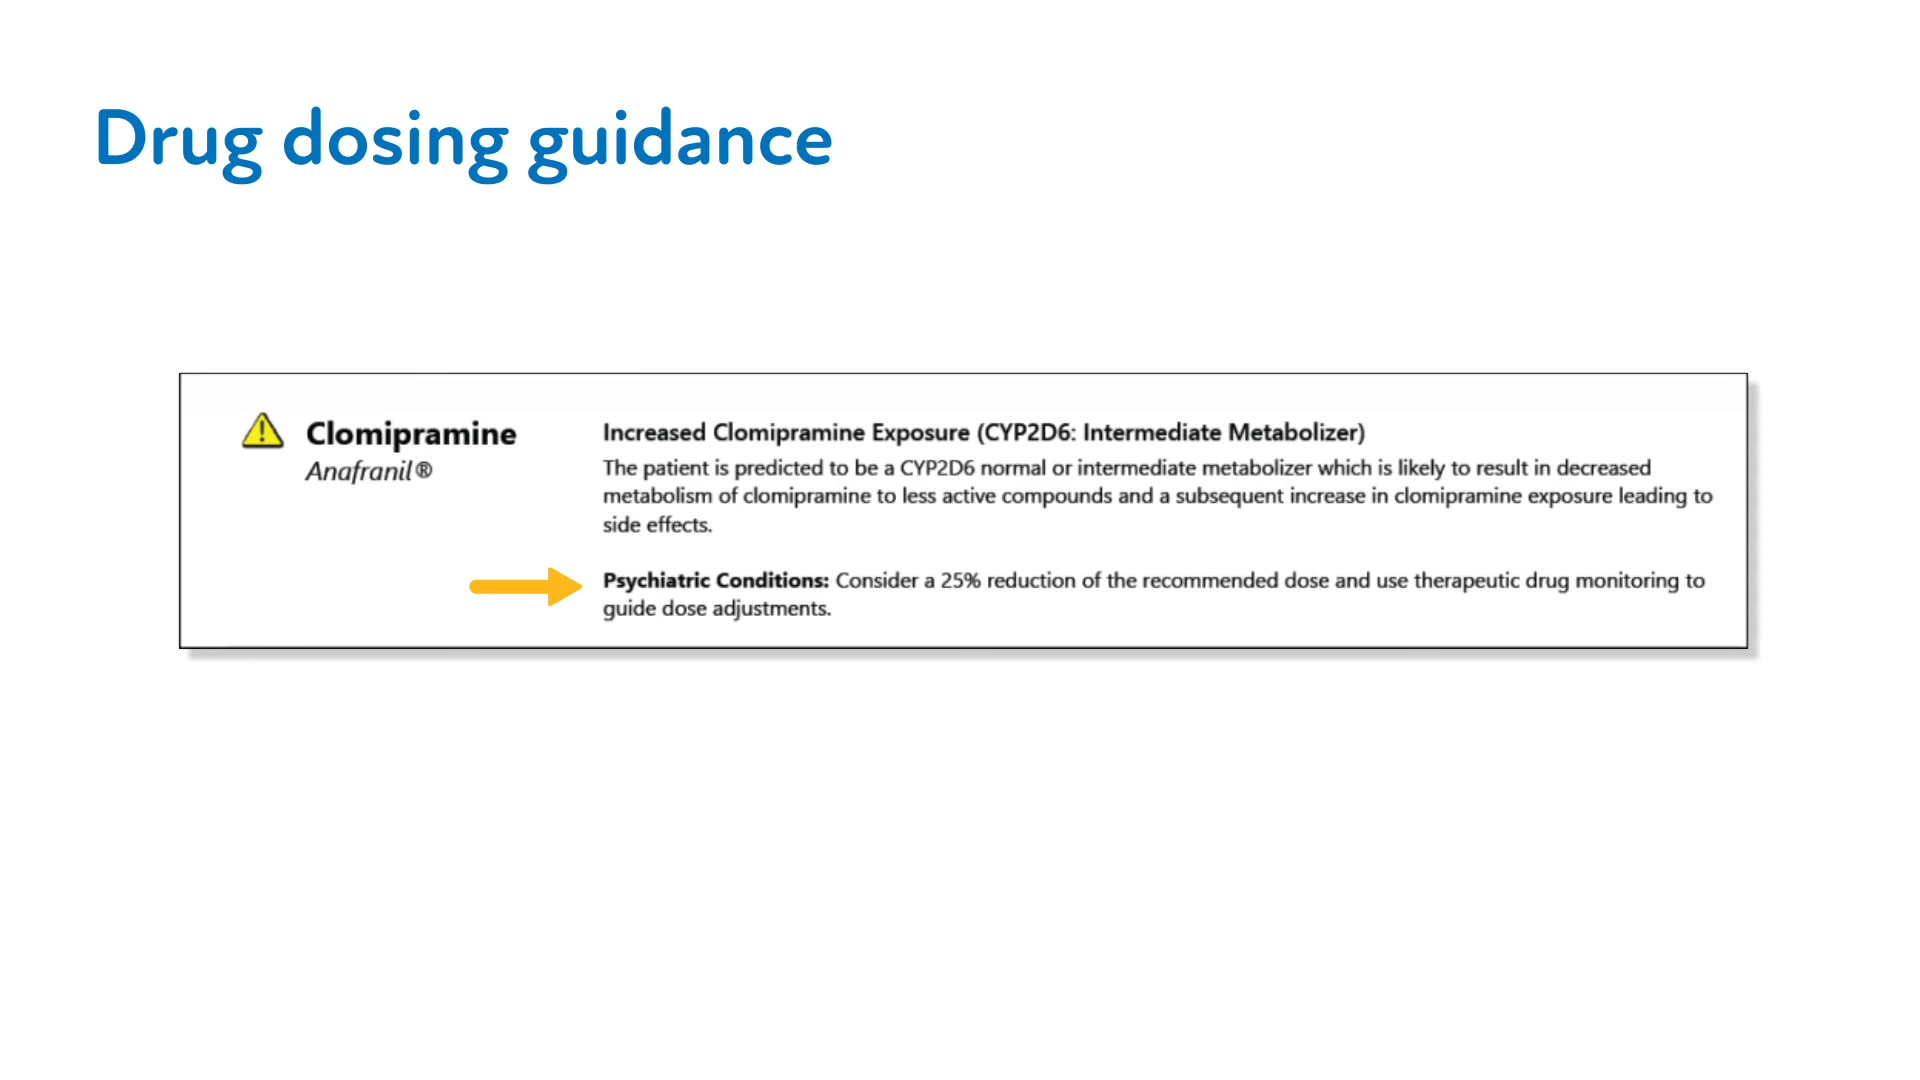 Drug dosing guidance
Clomipramine
Anafranil®
Increased Clomipramine Exposure (CYP2D6: Intermediate Metabolizer)
The patient is predicted to be a CYP2D6 normal or intermediate metabolizer which is likely to result in decreased
metabolism of clomipramine to less active compounds and a subsequent increase in clomipramine exposure leading to
side effects.
Psychiatric Conditions: Consider a 25% reduction of the recommended dose and use therapeutic drug monitoring to
guide dose adjustments.